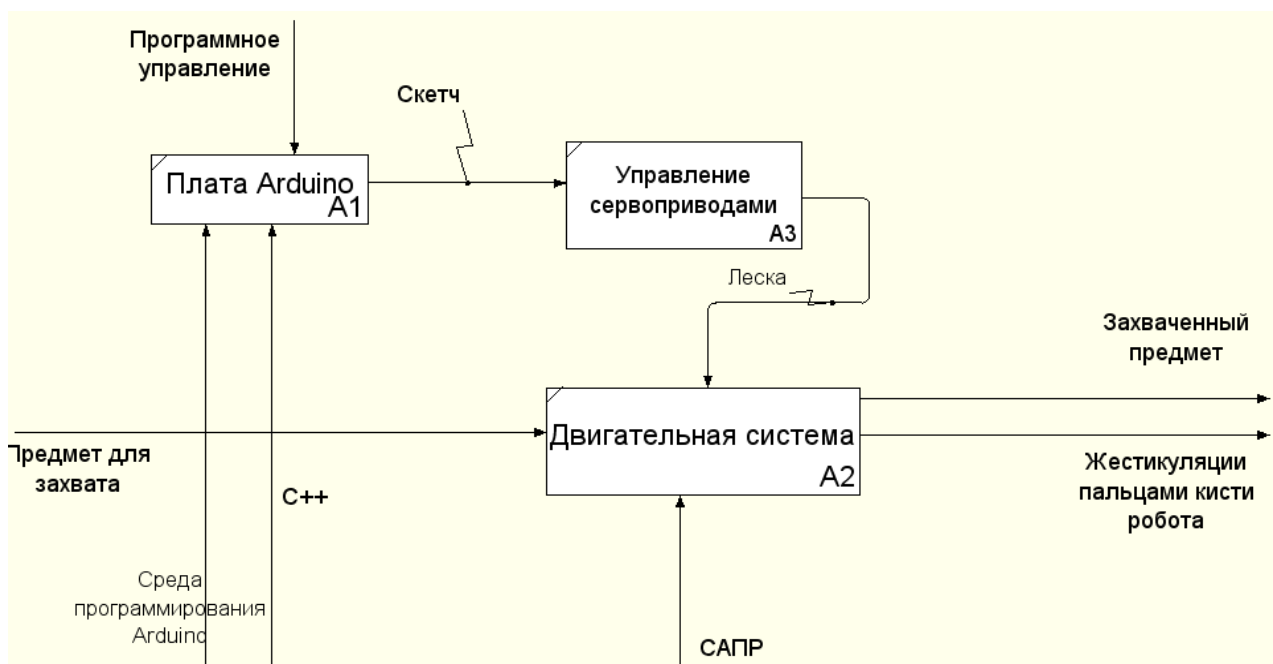 Программное
управление
Скетч
Плата Arduino
A1
Управление
сервоприводами
A3
Леска
Захваченный
предмет
Двигательная система
A2
Предмет для
захвата
C++
Жестикуляции
пальцами кисти
робота
Среда
программирования
Arduino
САПР